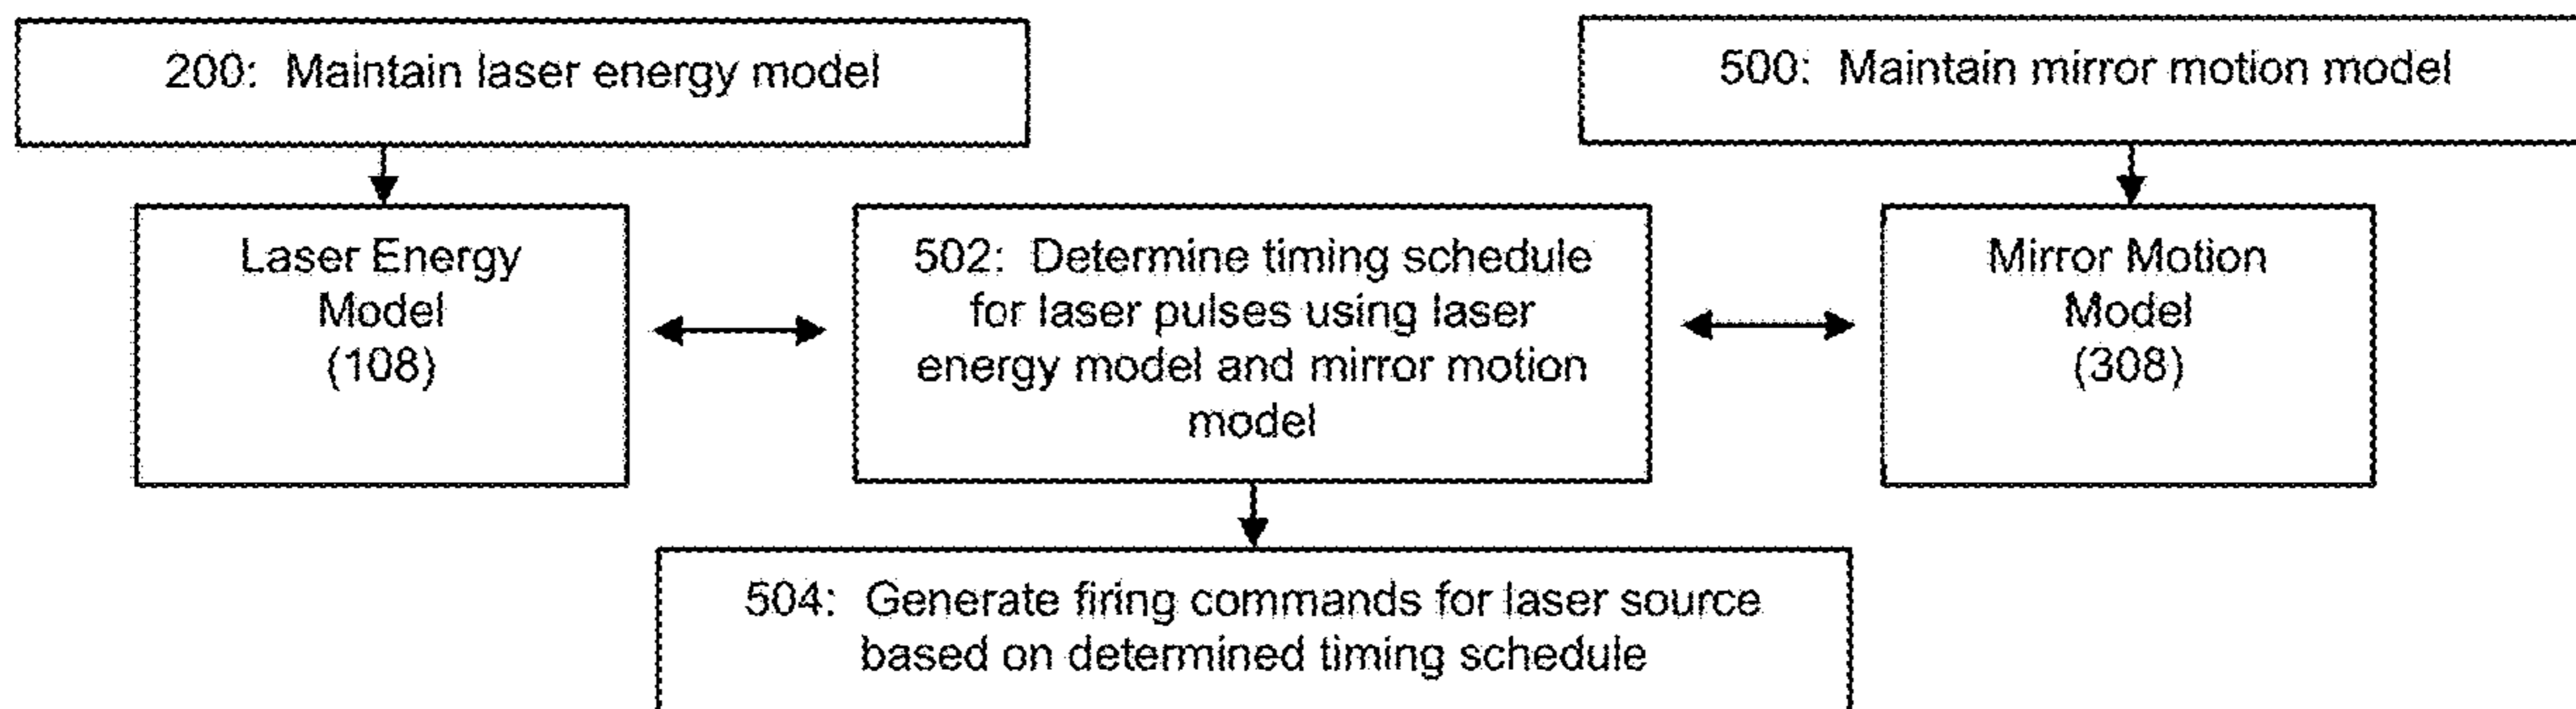 200: Maintain laser energy model
500: Maintain mirror motion model
Laser Energy
Model
(108)
502: Determine timing schedule
for laser pulses using laser
energy model and mirror motion
model
Mirror Motion
Model
(308)
504: Generate firing commands for laser source
based on determined timing schedule